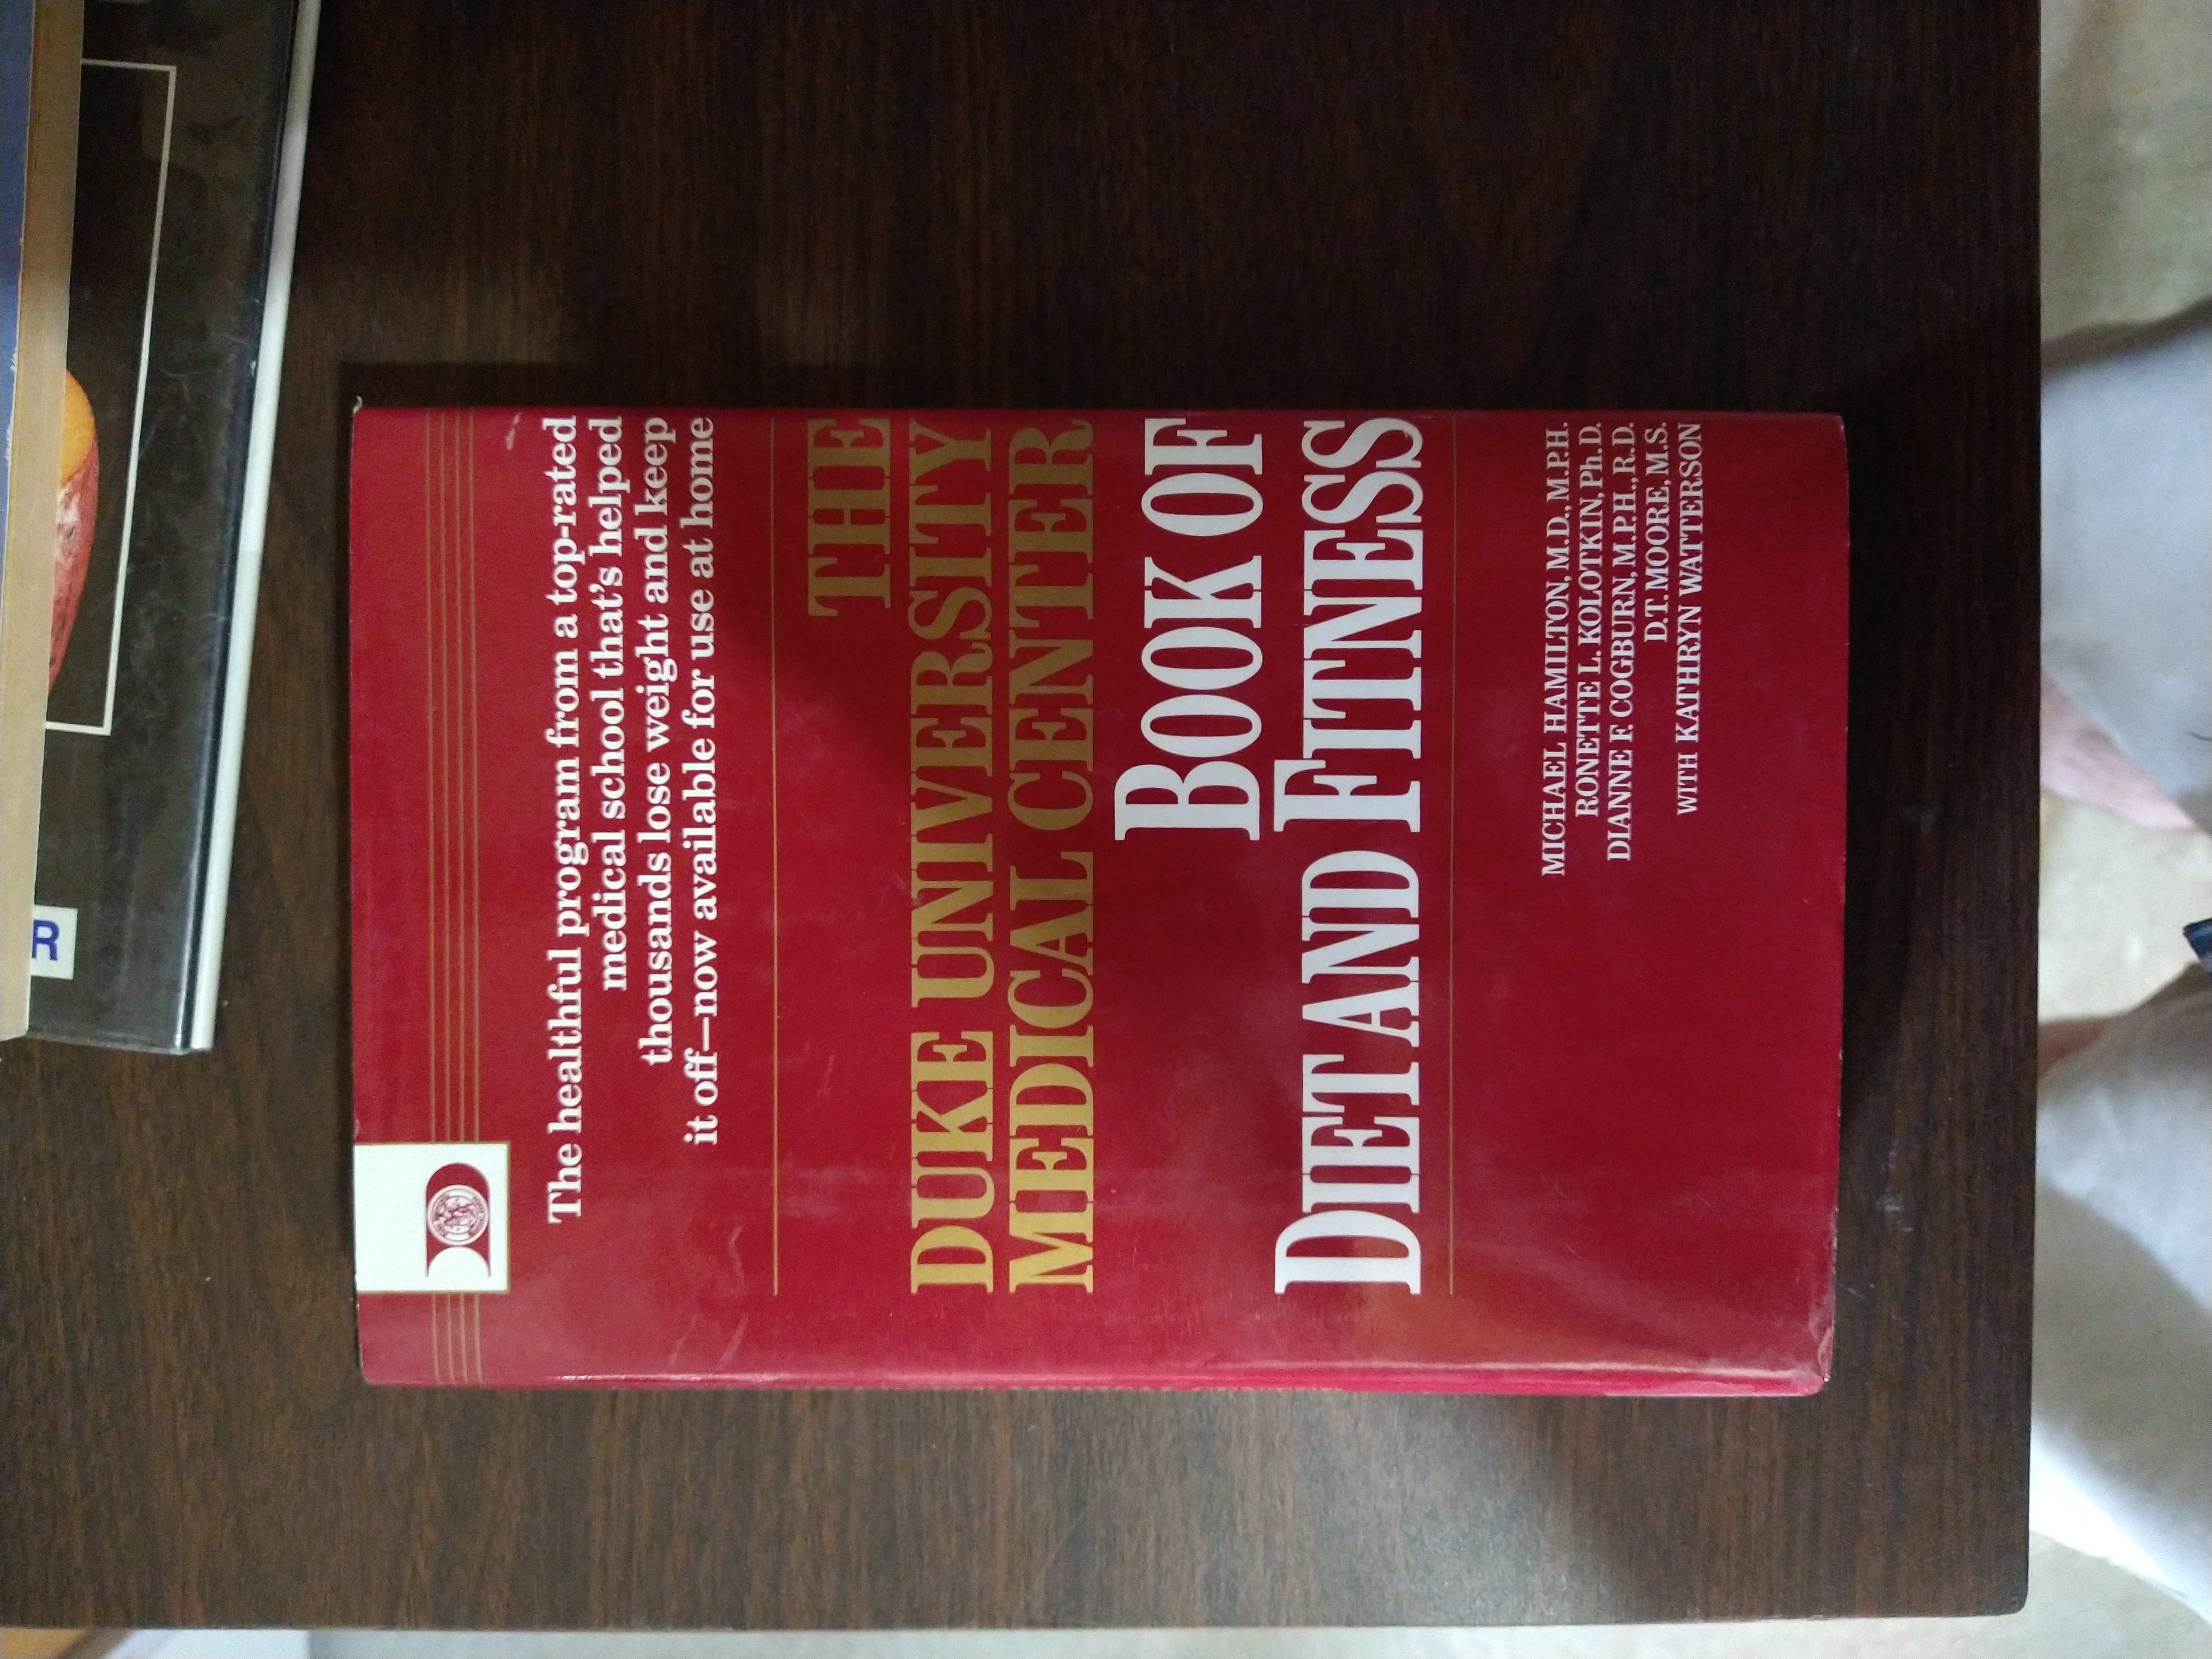 The healthful program from a top-rated
medical school that's helped
thousands lose weight and keep
it off—now available for use at home
THE
DUKE UNIVERSITY
MEDICAL CENTER
BOOK OF
DIET AND FITNESS
MICHAEL HAMILTON, M.D., M.P.H.
RONETTE L. KOLOTKIN, Ph.D.
DIANNE F. COGBURN, M.P.H., R.D.
D.T. MOORE, M.S.
WITH KATHRYN WATTERSON
R